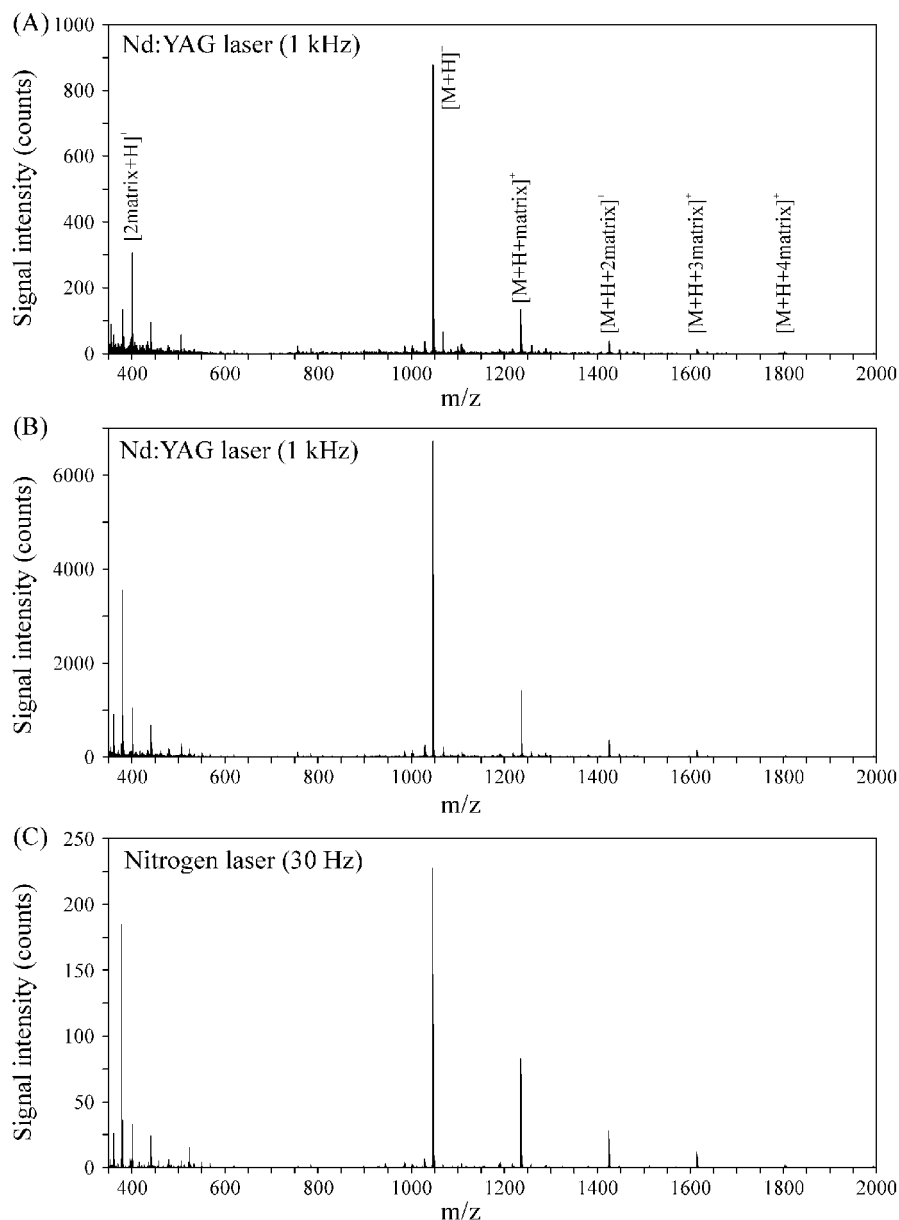 (A)
Nd:YAG laser (1 kHz)
Signal intensity (counts)
1000
800
600
400
200
0
[2matrix+H]⁺
[M+H]⁺
[M+H+matrix]⁺
[M+H+2matrix]⁺
[M+H+3matrix]⁺
[M+H+4matrix]⁺
400 600 800 1000 1200 1400 1600 1800 2000
m/z
(B)
Nd:YAG laser (1 kHz)
Signal intensity (counts)
6000
4000
2000
0
400 600 800 1000 1200 1400 1600 1800 2000
m/z
(C)
Nitrogen laser (30 Hz)
Signal intensity (counts)
250
200
150
100
50
0
400 600 800 1000 1200 1400 1600 1800 2000
m/z